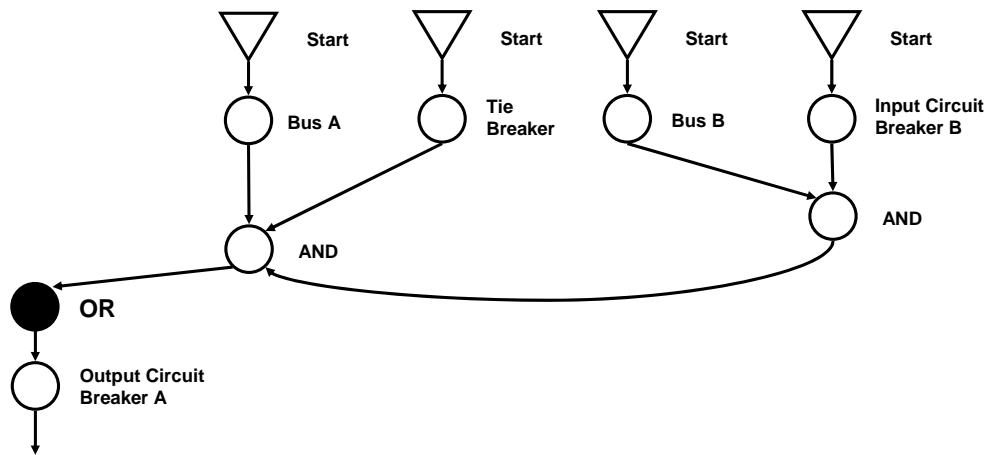 Start
Start
Start
Start
Bus A
Tie
Breaker
Bus B
Input Circuit
Breaker B
AND
AND
OR
Output Circuit
Breaker A